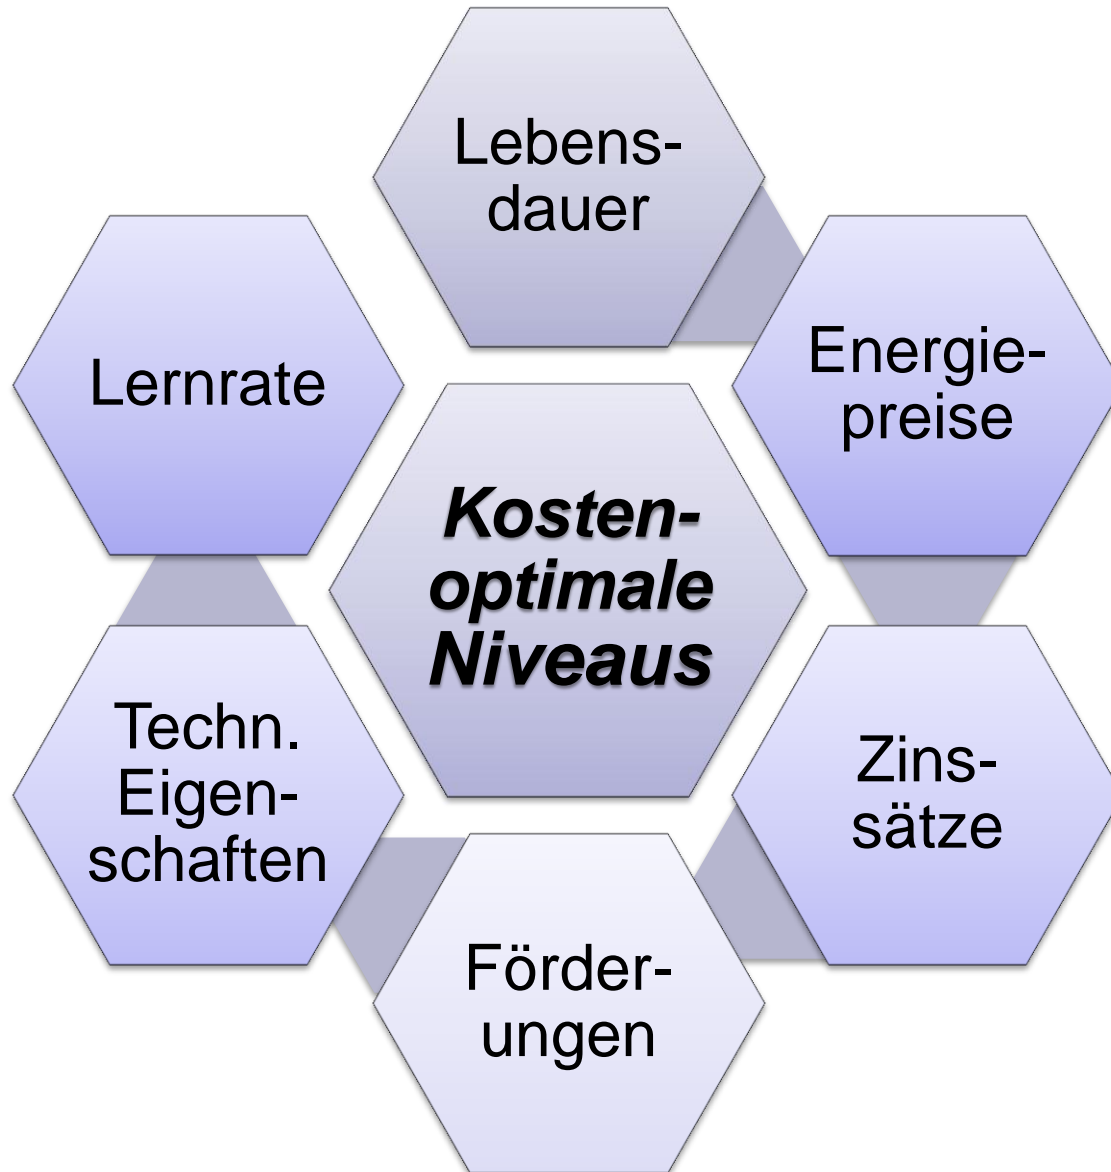 Lebens-
dauer
Energie-
preise
Lernrate
Kosten-
optimale
Niveaus
Techn.
Eigen-
schaften
Zins-
sätze
Förder-
ungen